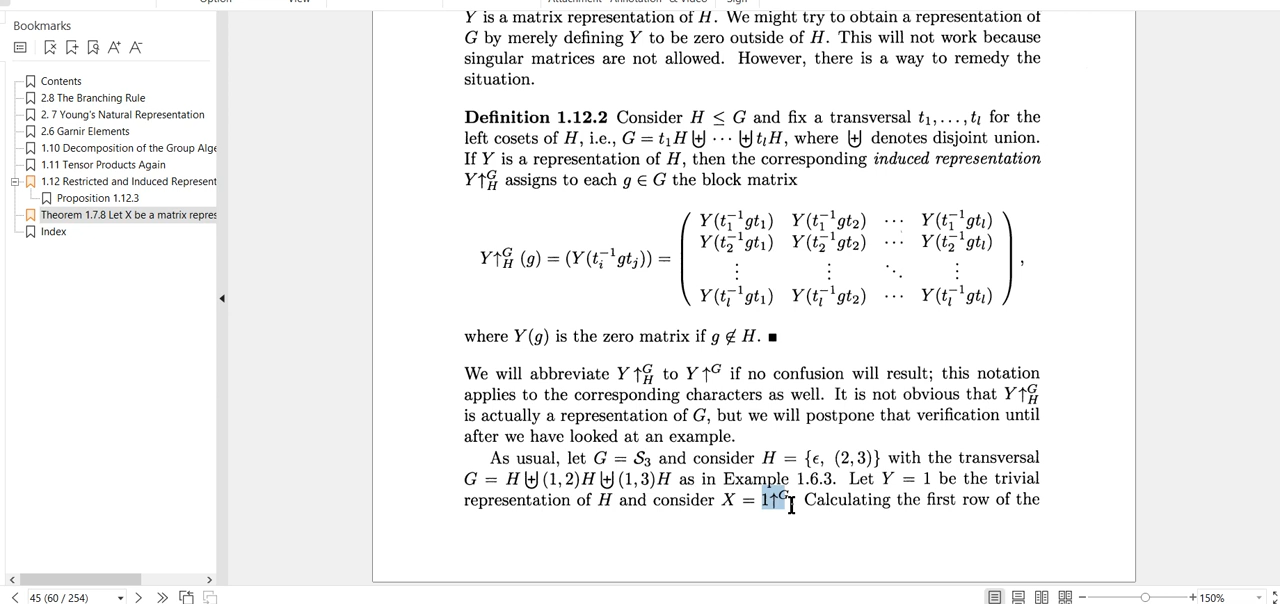 Option
View
Attachment
Annotation
& Video
Sign
Bookmarks
Contents
2.8 The Branching Rule
2. 7 Young's Natural Representation
2.6 Garnir Elements
1.10 Decomposition of the Group Alge
1.11 Tensor Products Again
1.12 Restricted and Induced Represent
Proposition 1.12.3
Theorem 1.7.8 Let X be a matrix repres
Index
Y is a matrix representation of H. We might try to obtain a representation of
G by merely defining Y to be zero outside of H. This will not work because
singular matrices are not allowed. However, there is a way to remedy the
situation.
Definition 1.12.2 Consider H ≤ G and fix a transversal t₁, . . . , tₗ for the
left cosets of H, i.e., G = t₁H ⊎ ··· ⊎ tₗH, where ⊎ denotes disjoint union.
If Y is a representation of H, then the corresponding induced representation
Y↑ᴳ_H assigns to each g ∈ G the block matrix
Y↑ᴳ_H (g) = (Y(tᵢ⁻¹gtⱼ)) =
Y(t₁⁻¹gt₁) Y(t₁⁻¹gt₂) ··· Y(t₁⁻¹gtₗ)
Y(t₂⁻¹gt₁) Y(t₂⁻¹gt₂) ··· Y(t₂⁻¹gtₗ)
⋮ ⋮ ⋱ ⋮
Y(tₗ⁻¹gt₁) Y(tₗ⁻¹gt₂) ··· Y(tₗ⁻¹gtₗ)
,
where Y(g) is the zero matrix if g ∉ H. ■
We will abbreviate Y↑ᴳ_H to Y↑ᴳ if no confusion will result; this notation
applies to the corresponding characters as well. It is not obvious that Y↑ᴳ_H
is actually a representation of G, but we will postpone that verification until
after we have looked at an example.
As usual, let G = S₃ and consider H = {ϵ, (2,3)} with the transversal
G = H ⊎ (1,2)H ⊎ (1,3)H as in Example 1.6.3. Let Y = 1 be the trivial
representation of H and consider X = 1↑ᴳ. Calculating the first row of the
45 (60 / 254)
150%